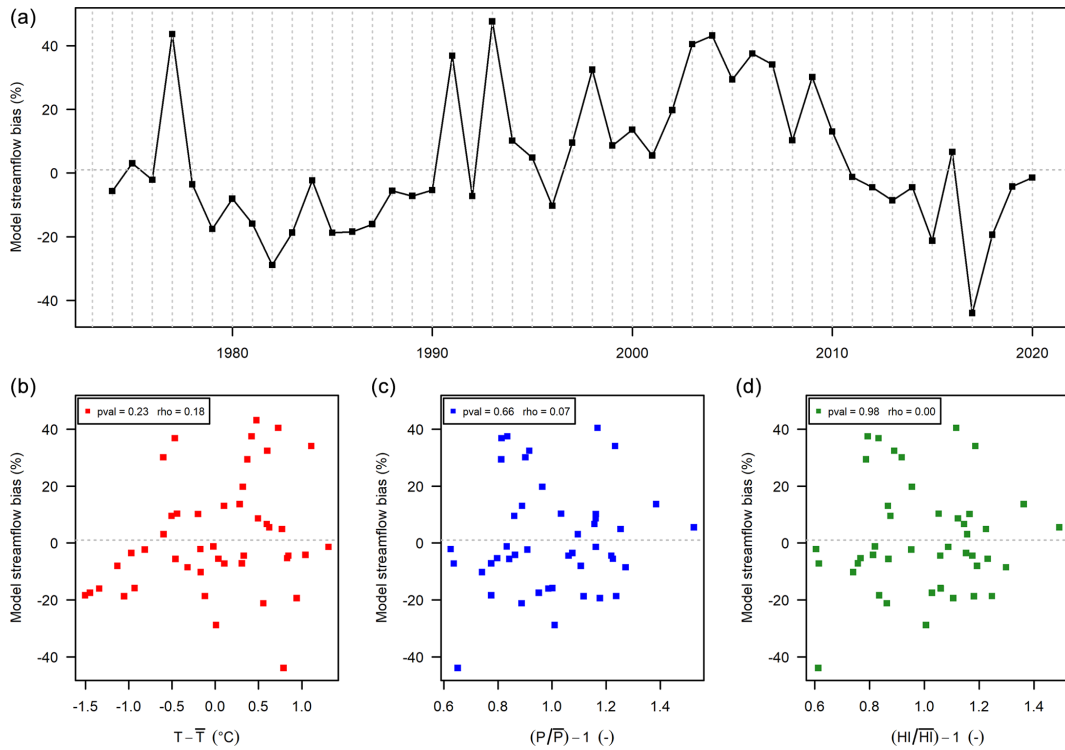 (a)
Model streamflow bias (%)
40
20
0
-20
-40
1980
1990
2000
2010
2020
(b)
Model streamflow bias (%)
40
20
0
-20
-40
pval = 0.23 rho = 0.18
-1.5
-1.0
-0.5
0.0
0.5
1.0
T − T̅ (°C)
(c)
Model streamflow bias (%)
40
20
0
-20
-40
pval = 0.66 rho = 0.07
0.6
0.8
1.0
1.2
1.4
(P/P̅) − 1 (-)
(d)
Model streamflow bias (%)
40
20
0
-20
-40
pval = 0.98 rho = 0.00
0.6
0.8
1.0
1.2
1.4
(HI/H̅I̅) − 1 (-)